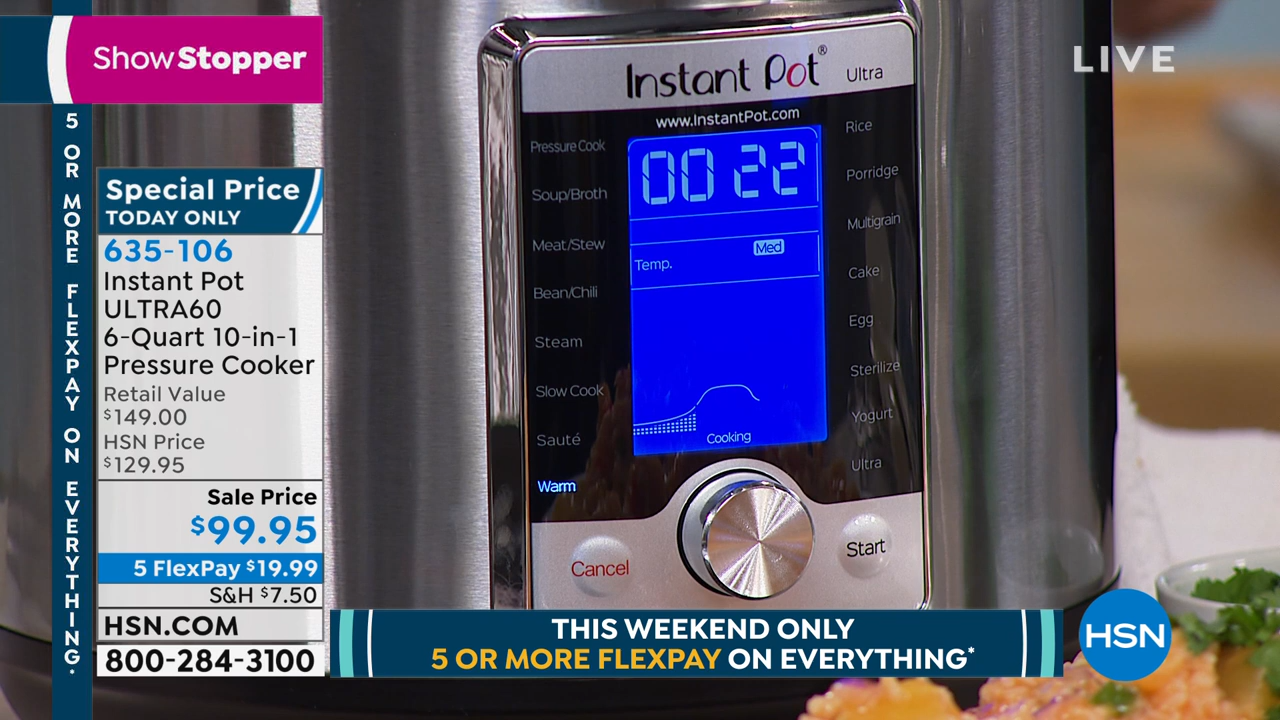 ShowStopper
LIVE
5 OR MORE FLEXPAY ON EVERYTHING.*
Special Price
TODAY ONLY
635-106
Instant Pot
ULTRA60
6-Quart 10-in-1
Pressure Cooker
Retail Value
$149.00
HSN Price
$129.95
Sale Price
$99.95
5 FlexPay $19.99
S&H $7.50
HSN.COM
800-284-3100
Instant Pot® Ultra
www.InstantPot.com
Pressure Cook
Soup/Broth
Meat/Stew
Bean/Chili
Steam
Slow Cook
Sauté
Warm
00 22
Temp. Med
Cooking
Rice
Porridge
Multigrain
Cake
Egg
Sterilize
Yogurt
Ultra
Cancel
Start
THIS WEEKEND ONLY
5 OR MORE FLEXPAY ON EVERYTHING*
HSN